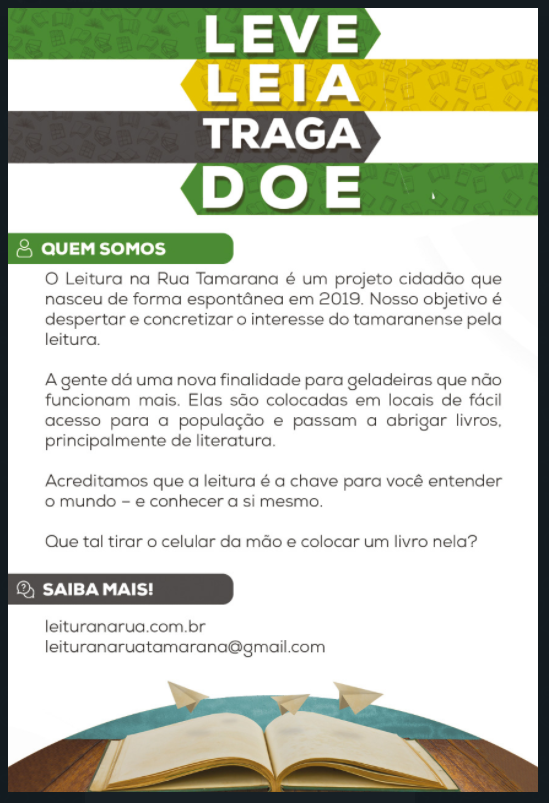 LEVE
LEIA
TRAGA
DOE
QUEM SOMOS
O Leitura na Rua Tamarana é um projeto cidadão que
nasceu de forma espontânea em 2019. Nosso objetivo é
despertar e concretizar o interesse do tamaranense pela
leitura.
A gente dá uma nova finalidade para geladeiras que não
funcionam mais. Elas são colocadas em locais de fácil
acesso para a população e passam a abrigar livros,
principalmente de literatura.
Acreditamos que a leitura é a chave para você entender
o mundo – e conhecer a si mesmo.
Que tal tirar o celular da mão e colocar um livro nela?
SAIBA MAIS!
leituranarua.com.br
leituranaruatamarana@gmail.com